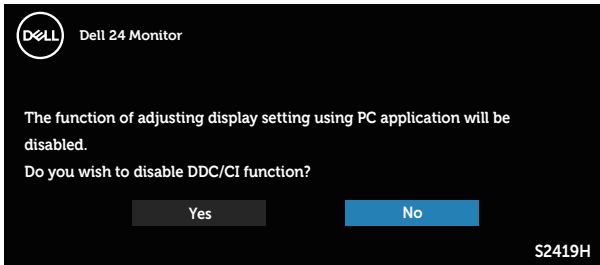 DELL
Dell 24 Monitor
The function of adjusting display setting using PC application will be
disabled.
Do you wish to disable DDC/CI function?
Yes
No
S2419H